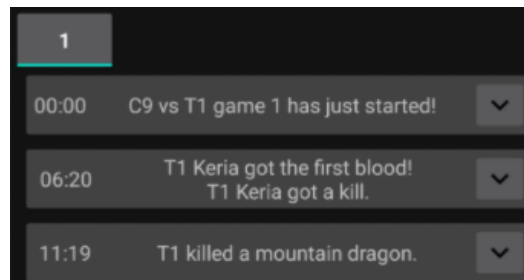 1
00:00 C9 vs T1 game 1 has just started!
06:20 T1 Keria got the first blood!
T1 Keria got a kill.
11:19 T1 killed a mountain dragon.